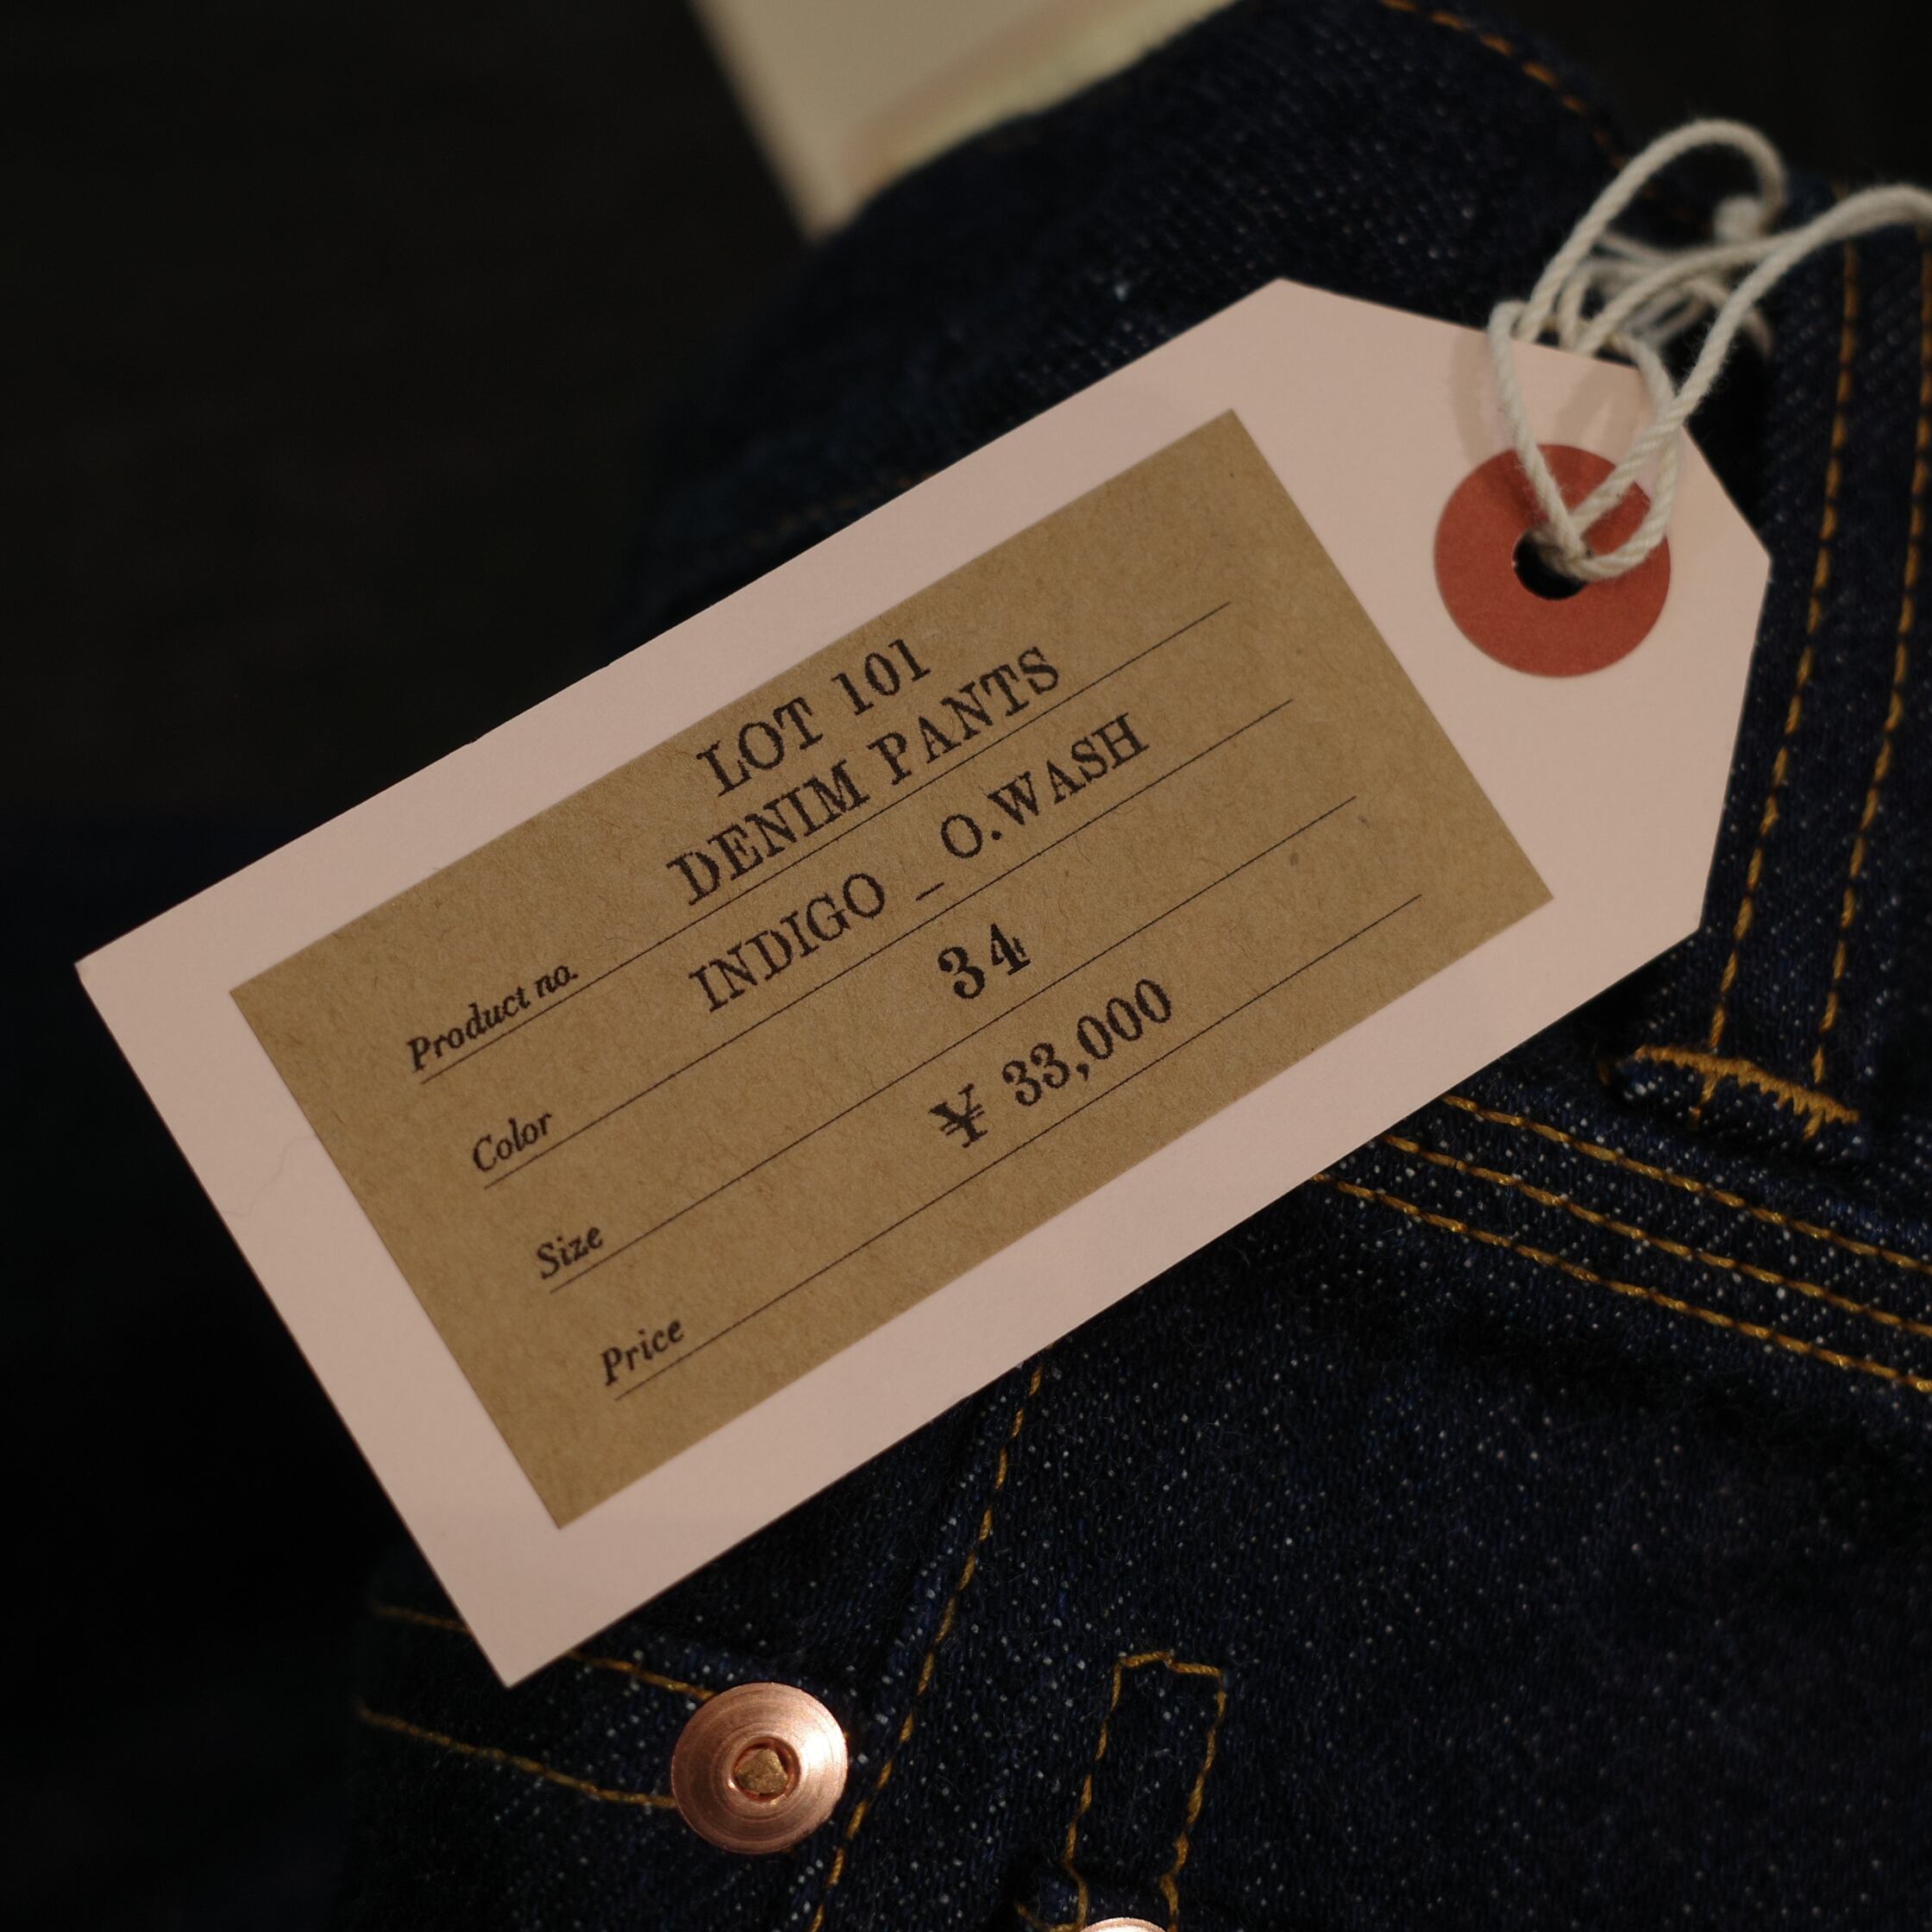 LOT 101
Product no. DENIM PANTS
Color INDIGO _ O.WASH
Size 34
Price ¥ 33,000